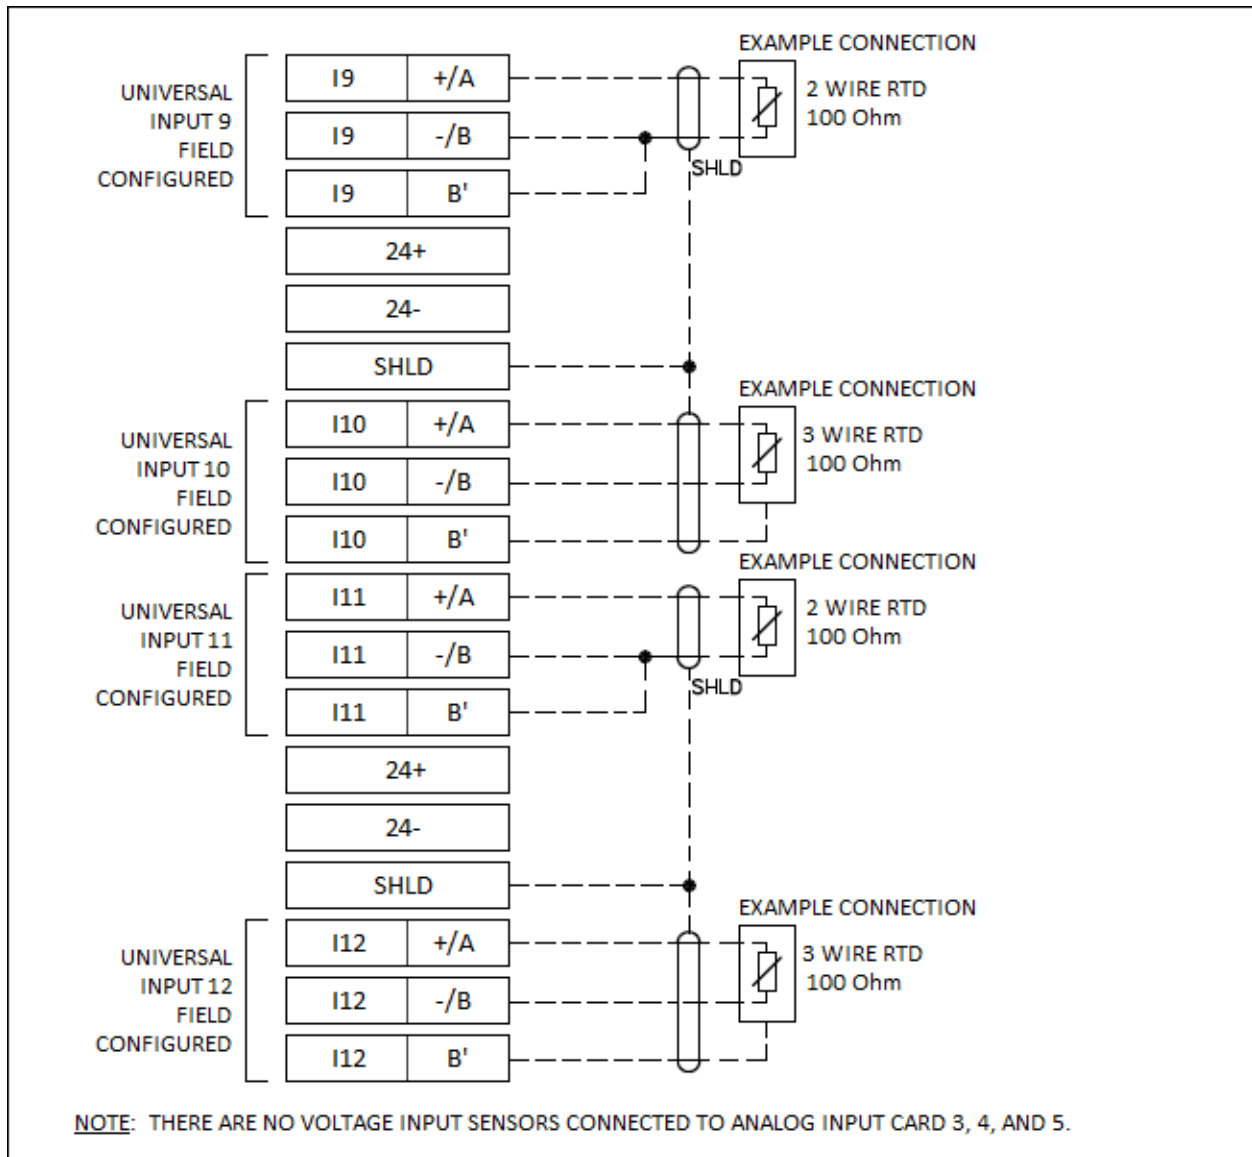 EXAMPLE CONNECTION
UNIVERSAL
INPUT 9
FIELD
CONFIGURED
I9 +/A
I9 -/B
I9 B'
2 WIRE RTD
100 Ohm
SHLD
24+
24-
SHLD
EXAMPLE CONNECTION
UNIVERSAL
INPUT 10
FIELD
CONFIGURED
I10 +/A
I10 -/B
I10 B'
3 WIRE RTD
100 Ohm
EXAMPLE CONNECTION
UNIVERSAL
INPUT 11
FIELD
CONFIGURED
I11 +/A
I11 -/B
I11 B'
2 WIRE RTD
100 Ohm
SHLD
24+
24-
SHLD
EXAMPLE CONNECTION
UNIVERSAL
INPUT 12
FIELD
CONFIGURED
I12 +/A
I12 -/B
I12 B'
3 WIRE RTD
100 Ohm
NOTE: THERE ARE NO VOLTAGE INPUT SENSORS CONNECTED TO ANALOG INPUT CARD 3, 4, AND 5.